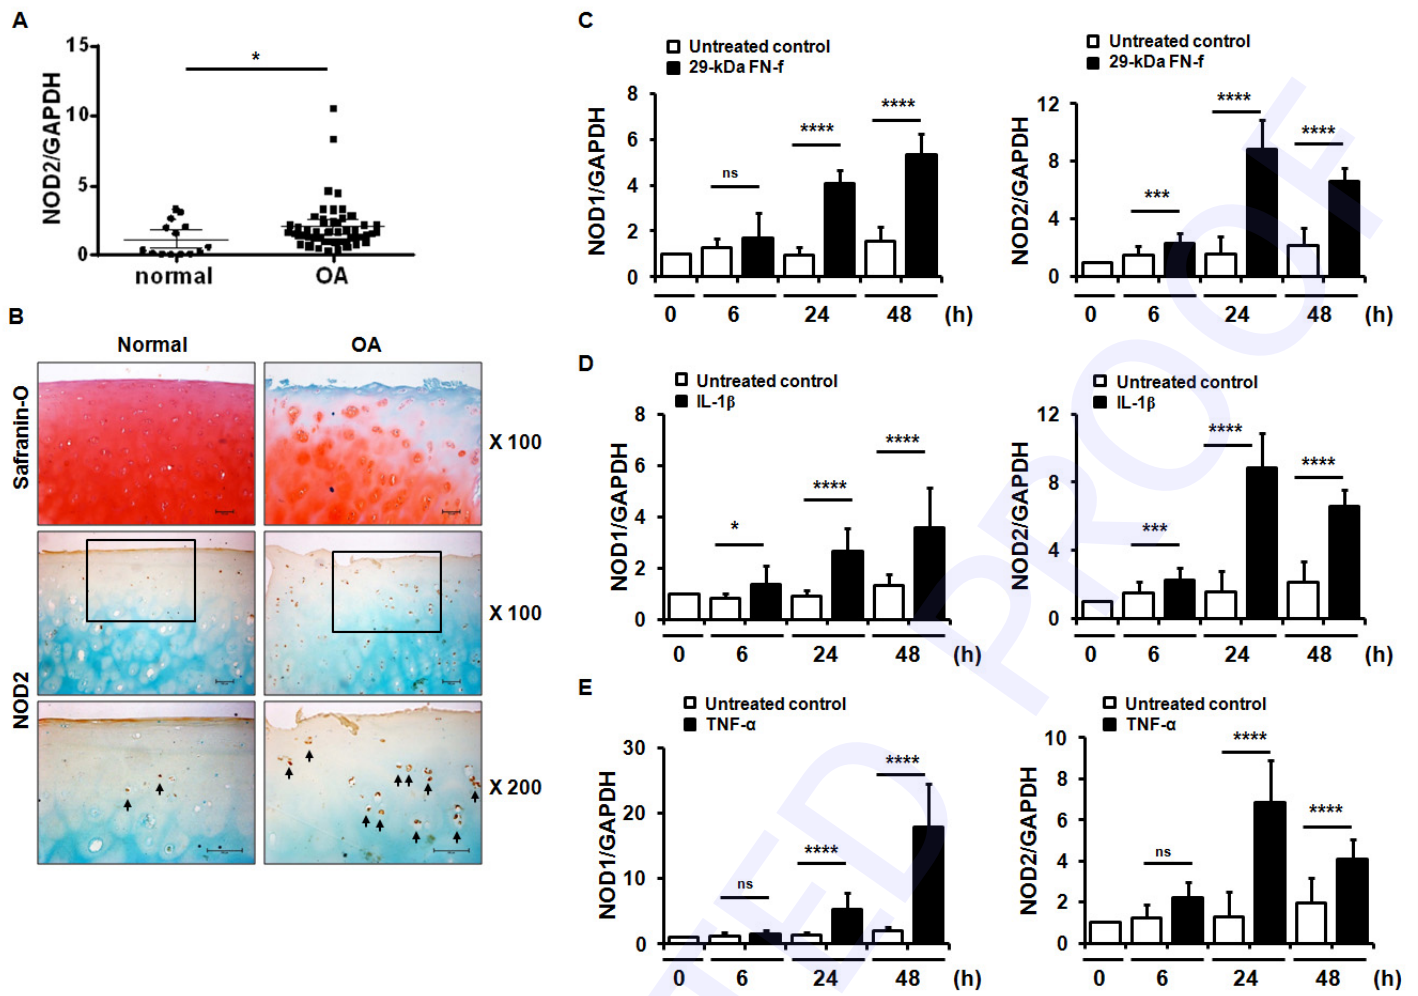 A
15
10
5
0
NOD2/GAPDH
*
normal OA
B
Normal OA
Safranin-O
X 100
NOD2
X 100
X 200
C
Untreated control
29-kDa FN-f
8
6
4
2
0
NOD1/GAPDH
ns
****
****
0 6 24 48 (h)
Untreated control
29-kDa FN-f
12
8
4
0
NOD2/GAPDH
***
****
****
0 6 24 48 (h)
D
Untreated control
IL-1β
8
6
4
2
0
NOD1/GAPDH
*
****
****
0 6 24 48 (h)
Untreated control
IL-1β
12
8
4
0
NOD2/GAPDH
***
****
****
0 6 24 48 (h)
E
Untreated control
TNF-α
30
20
10
0
NOD1/GAPDH
ns
****
****
0 6 24 48 (h)
Untreated control
TNF-α
10
8
6
4
2
0
NOD2/GAPDH
ns
****
****
0 6 24 48 (h)
TED PROOF